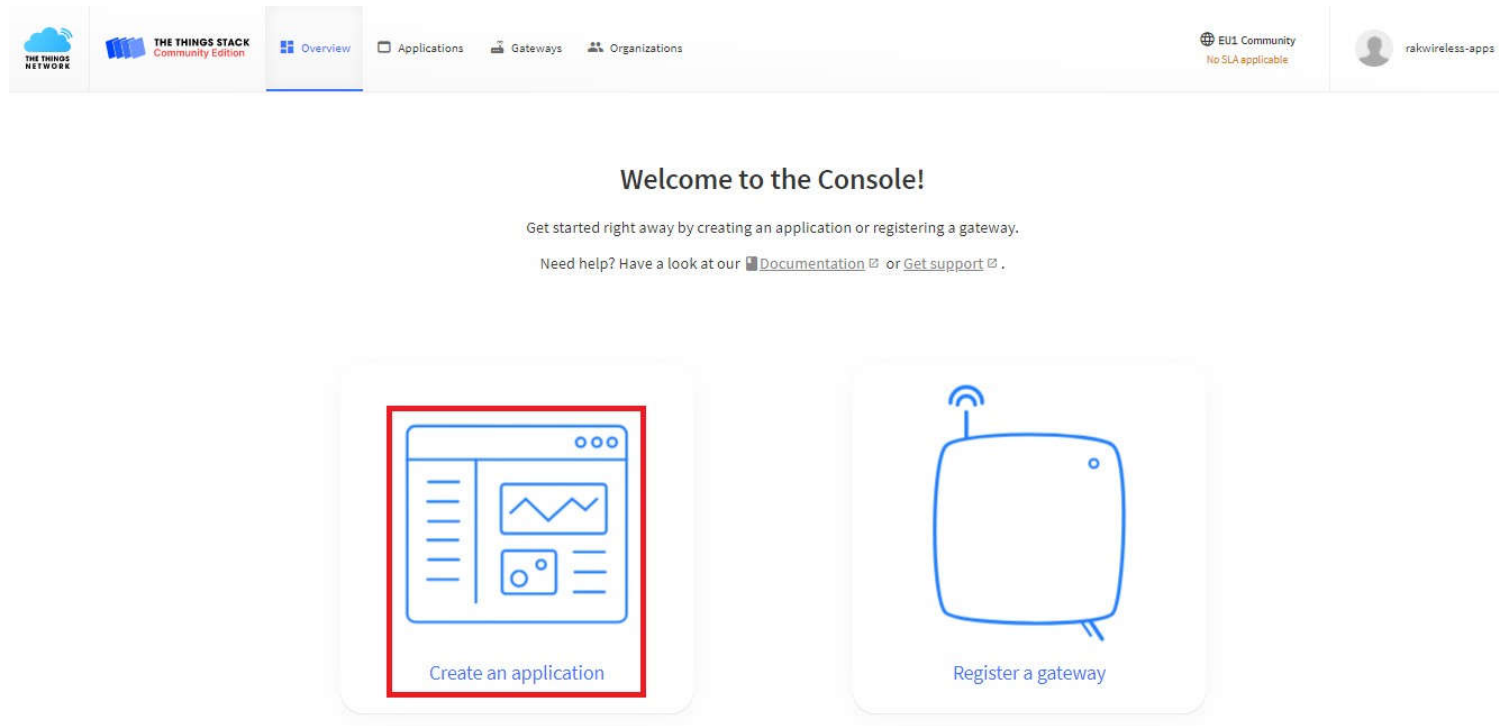 THE THINGS
NETWORK
THE THINGS STACK
Community Edition
Overview
Applications
Gateways
Organizations
EU1 Community
No SLA applicable
rakwireless-apps
Welcome to the Console!
Get started right away by creating an application or registering a gateway.
Need help? Have a look at our Documentation or Get support .
Create an application
Register a gateway